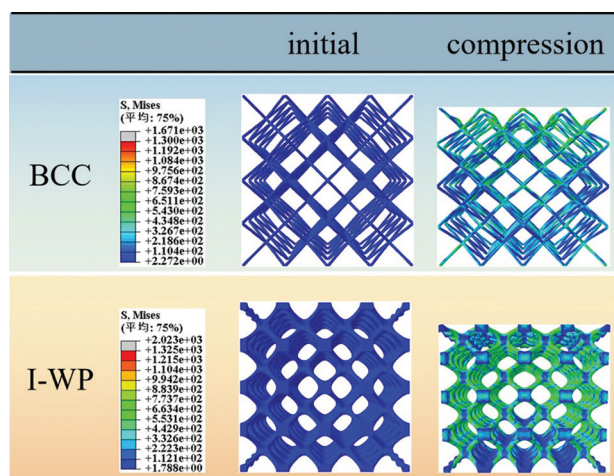 initial compression
BCC
S, Mises
(平均: 75%)
+1.671e+03
+1.300e+03
+1.192e+03
+1.084e+03
+9.756e+02
+8.674e+02
+7.593e+02
+6.511e+02
+5.430e+02
+4.348e+02
+3.267e+02
+2.186e+02
+1.104e+02
+2.272e+00
I-WP
S, Mises
(平均: 75%)
+2.023e+03
+1.325e+03
+1.215e+03
+1.104e+03
+9.942e+02
+8.839e+02
+7.737e+02
+6.634e+02
+5.531e+02
+4.429e+02
+3.326e+02
+2.223e+02
+1.121e+02
+1.788e+00